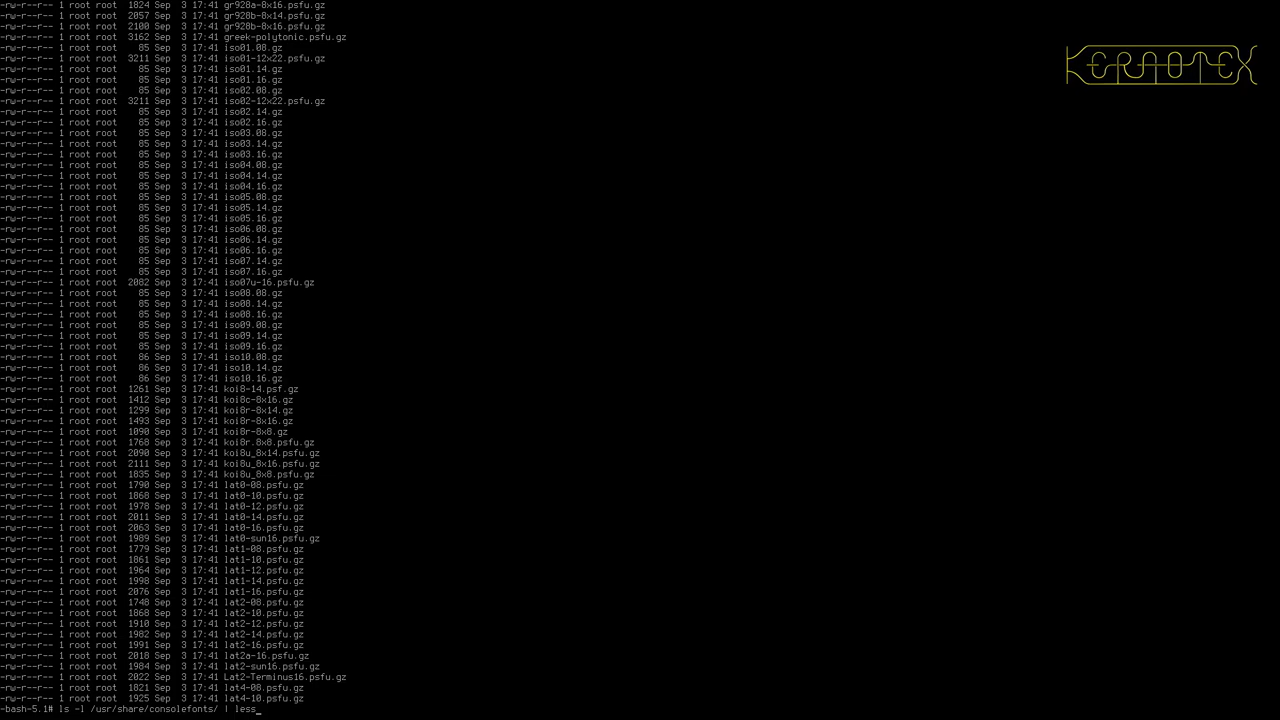 -rw-r--r-- 1 root root  1824 Sep  3 17:41 gr928a-8x16.psfu.gz
-rw-r--r-- 1 root root  2057 Sep  3 17:41 gr928b-8x14.psfu.gz
-rw-r--r-- 1 root root  2100 Sep  3 17:41 gr928b-8x16.psfu.gz
-rw-r--r-- 1 root root  3162 Sep  3 17:41 greek-polytonic.psfu.gz
-rw-r--r-- 1 root root    85 Sep  3 17:41 iso01.08.gz
-rw-r--r-- 1 root root  3211 Sep  3 17:41 iso01-12x22.psfu.gz
-rw-r--r-- 1 root root    85 Sep  3 17:41 iso01.14.gz
-rw-r--r-- 1 root root    85 Sep  3 17:41 iso01.16.gz
-rw-r--r-- 1 root root    85 Sep  3 17:41 iso02.08.gz
-rw-r--r-- 1 root root  3211 Sep  3 17:41 iso02-12x22.psfu.gz
-rw-r--r-- 1 root root    85 Sep  3 17:41 iso02.14.gz
-rw-r--r-- 1 root root    85 Sep  3 17:41 iso02.16.gz
-rw-r--r-- 1 root root    85 Sep  3 17:41 iso03.08.gz
-rw-r--r-- 1 root root    85 Sep  3 17:41 iso03.14.gz
-rw-r--r-- 1 root root    85 Sep  3 17:41 iso03.16.gz
-rw-r--r-- 1 root root    85 Sep  3 17:41 iso04.08.gz
-rw-r--r-- 1 root root    85 Sep  3 17:41 iso04.14.gz
-rw-r--r-- 1 root root    85 Sep  3 17:41 iso04.16.gz
-rw-r--r-- 1 root root    85 Sep  3 17:41 iso05.08.gz
-rw-r--r-- 1 root root    85 Sep  3 17:41 iso05.14.gz
-rw-r--r-- 1 root root    85 Sep  3 17:41 iso05.16.gz
-rw-r--r-- 1 root root    85 Sep  3 17:41 iso06.08.gz
-rw-r--r-- 1 root root    85 Sep  3 17:41 iso06.14.gz
-rw-r--r-- 1 root root    85 Sep  3 17:41 iso06.16.gz
-rw-r--r-- 1 root root    85 Sep  3 17:41 iso07.14.gz
-rw-r--r-- 1 root root    85 Sep  3 17:41 iso07.16.gz
-rw-r--r-- 1 root root  2082 Sep  3 17:41 iso07u-16.psfu.gz
-rw-r--r-- 1 root root    85 Sep  3 17:41 iso08.08.gz
-rw-r--r-- 1 root root    85 Sep  3 17:41 iso08.14.gz
-rw-r--r-- 1 root root    85 Sep  3 17:41 iso08.16.gz
-rw-r--r-- 1 root root    85 Sep  3 17:41 iso09.08.gz
-rw-r--r-- 1 root root    85 Sep  3 17:41 iso09.14.gz
-rw-r--r-- 1 root root    85 Sep  3 17:41 iso09.16.gz
-rw-r--r-- 1 root root    86 Sep  3 17:41 iso10.08.gz
-rw-r--r-- 1 root root    86 Sep  3 17:41 iso10.14.gz
-rw-r--r-- 1 root root    86 Sep  3 17:41 iso10.16.gz
-rw-r--r-- 1 root root  1261 Sep  3 17:41 koi8-14.psf.gz
-rw-r--r-- 1 root root  1412 Sep  3 17:41 koi8c-8x16.gz
-rw-r--r-- 1 root root  1299 Sep  3 17:41 koi8r-8x14.gz
-rw-r--r-- 1 root root  1493 Sep  3 17:41 koi8r-8x16.gz
-rw-r--r-- 1 root root  1090 Sep  3 17:41 koi8r-8x8.gz
-rw-r--r-- 1 root root  1768 Sep  3 17:41 koi8r.8x8.psfu.gz
-rw-r--r-- 1 root root  2090 Sep  3 17:41 koi8u_8x14.psfu.gz
-rw-r--r-- 1 root root  2111 Sep  3 17:41 koi8u_8x16.psfu.gz
-rw-r--r-- 1 root root  1835 Sep  3 17:41 koi8u_8x8.psfu.gz
-rw-r--r-- 1 root root  1790 Sep  3 17:41 lat0-08.psfu.gz
-rw-r--r-- 1 root root  1868 Sep  3 17:41 lat0-10.psfu.gz
-rw-r--r-- 1 root root  1978 Sep  3 17:41 lat0-12.psfu.gz
-rw-r--r-- 1 root root  2011 Sep  3 17:41 lat0-14.psfu.gz
-rw-r--r-- 1 root root  2063 Sep  3 17:41 lat0-16.psfu.gz
-rw-r--r-- 1 root root  1989 Sep  3 17:41 lat0-sun16.psfu.gz
-rw-r--r-- 1 root root  1779 Sep  3 17:41 lat1-08.psfu.gz
-rw-r--r-- 1 root root  1861 Sep  3 17:41 lat1-10.psfu.gz
-rw-r--r-- 1 root root  1964 Sep  3 17:41 lat1-12.psfu.gz
-rw-r--r-- 1 root root  1998 Sep  3 17:41 lat1-14.psfu.gz
-rw-r--r-- 1 root root  2076 Sep  3 17:41 lat1-16.psfu.gz
-rw-r--r-- 1 root root  1748 Sep  3 17:41 lat2-08.psfu.gz
-rw-r--r-- 1 root root  1868 Sep  3 17:41 lat2-10.psfu.gz
-rw-r--r-- 1 root root  1910 Sep  3 17:41 lat2-12.psfu.gz
-rw-r--r-- 1 root root  1982 Sep  3 17:41 lat2-14.psfu.gz
-rw-r--r-- 1 root root  1991 Sep  3 17:41 lat2-16.psfu.gz
-rw-r--r-- 1 root root  2018 Sep  3 17:41 lat2a-16.psfu.gz
-rw-r--r-- 1 root root  1984 Sep  3 17:41 lat2-sun16.psfu.gz
-rw-r--r-- 1 root root  2022 Sep  3 17:41 Lat2-Terminus16.psfu.gz
-rw-r--r-- 1 root root  1821 Sep  3 17:41 lat4-08.psfu.gz
-rw-r--r-- 1 root root  1925 Sep  3 17:41 lat4-10.psfu.gz
-bash-5.1# ls -l /usr/share/consolefonts/ | less_
KERNOTEX